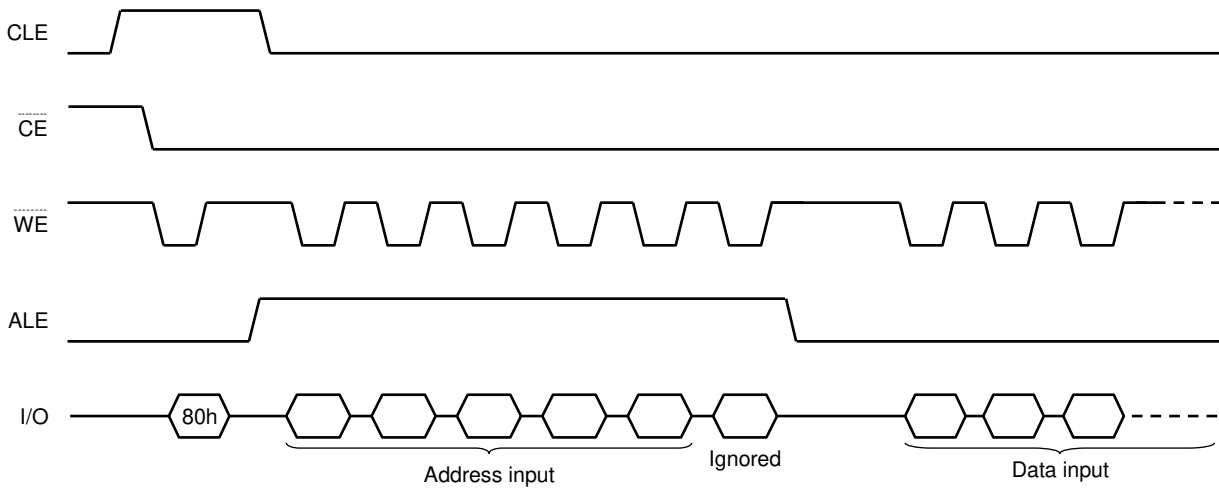 CLE
CE
WE
ALE
I/O
80h
Address input
Ignored
Data input